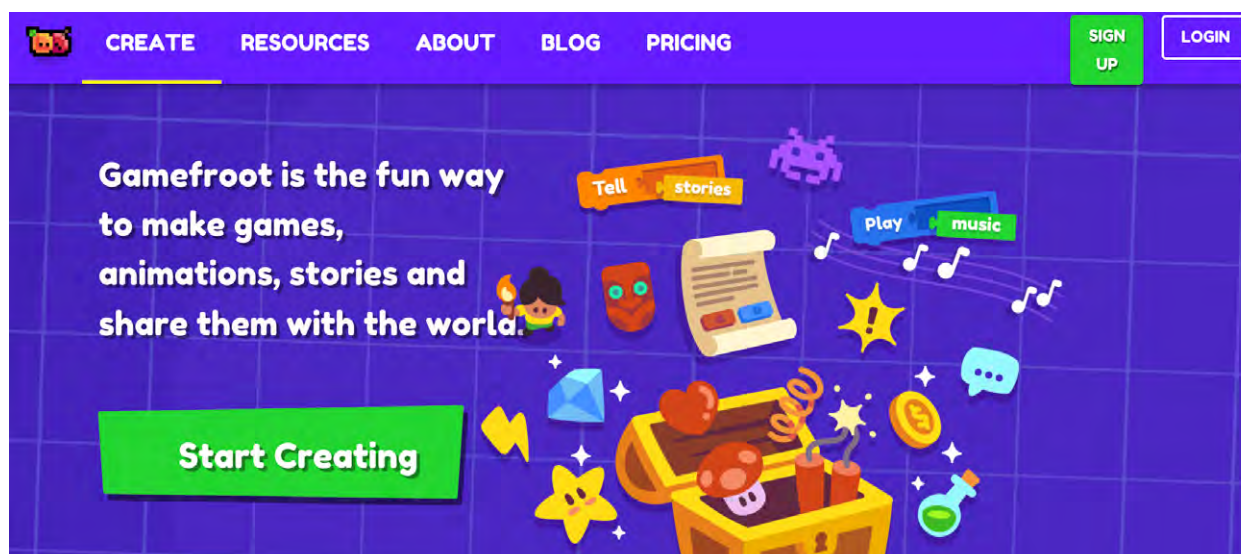 CREATE RESOURCES ABOUT BLOG PRICING
SIGN
UP
LOGIN
Gamefroot is the fun way
to make games,
animations, stories and
share them with the world.
Tell stories
Play music
Start Creating